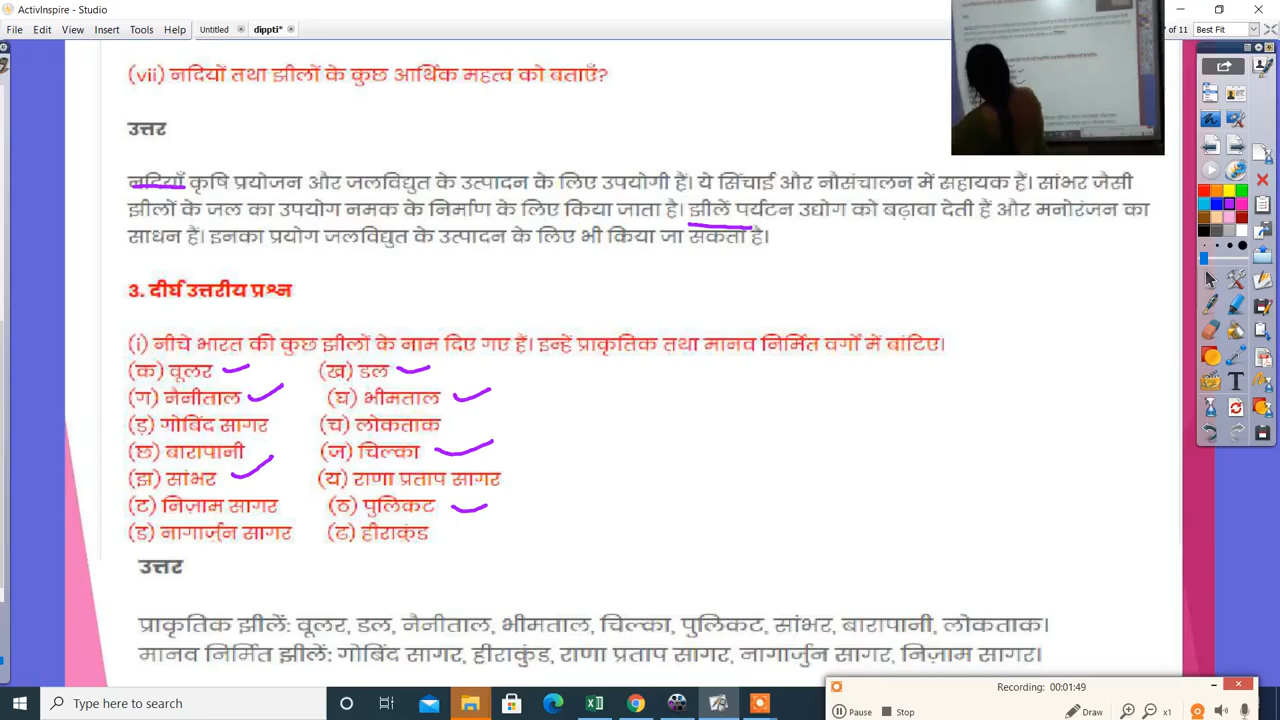 ActivInspire - Studio
File Edit View Insert Tools Help Untitled dippti* 7 of 11 Best Fit
(vii) नदियों तथा झीलों के कुछ आर्थिक महत्व को बताएँ?
उत्तर
नदियाँ कृषि प्रयोजन और जलविद्युत के उत्पादन के लिए उपयोगी हैं। ये सिंचाई और नौसंचालन में सहायक हैं। सांभर जैसी
झीलों के जल का उपयोग नमक के निर्माण के लिए किया जाता है। झीलें पर्यटन उद्योग को बढ़ावा देती हैं और मनोरंजन का
साधन हैं। इनका प्रयोग जलविद्युत के उत्पादन के लिए भी किया जा सकता है।
3. दीर्घ उत्तरीय प्रश्न
(i) नीचे भारत की कुछ झीलों के नाम दिए गए हैं। इन्हें प्राकृतिक तथा मानव निर्मित वर्गों में बांटिए।
(क) वूलर (ख) डल
(ग) नैनीताल (घ) भीमताल
(ड़) गोबिंद सागर (च) लोकताक
(छ) बारापानी (ज) चिल्का
(झ) सांभर (य) राणा प्रताप सागर
(ट) निज़ाम सागर (ठ) पुलिकट
(ड) नागार्जुन सागर (ढ) हीराकुंड
उत्तर
प्राकृतिक झीलें: वूलर, डल, नैनीताल, भीमताल, चिल्का, पुलिकट, सांभर, बारापानी, लोकताक।
मानव निर्मित झीलें: गोबिंद सागर, हीराकुंड, राणा प्रताप सागर, नागार्जुन सागर, निज़ाम सागर।
Recording: 00:01:49
Pause Stop Draw x1
Type here to search